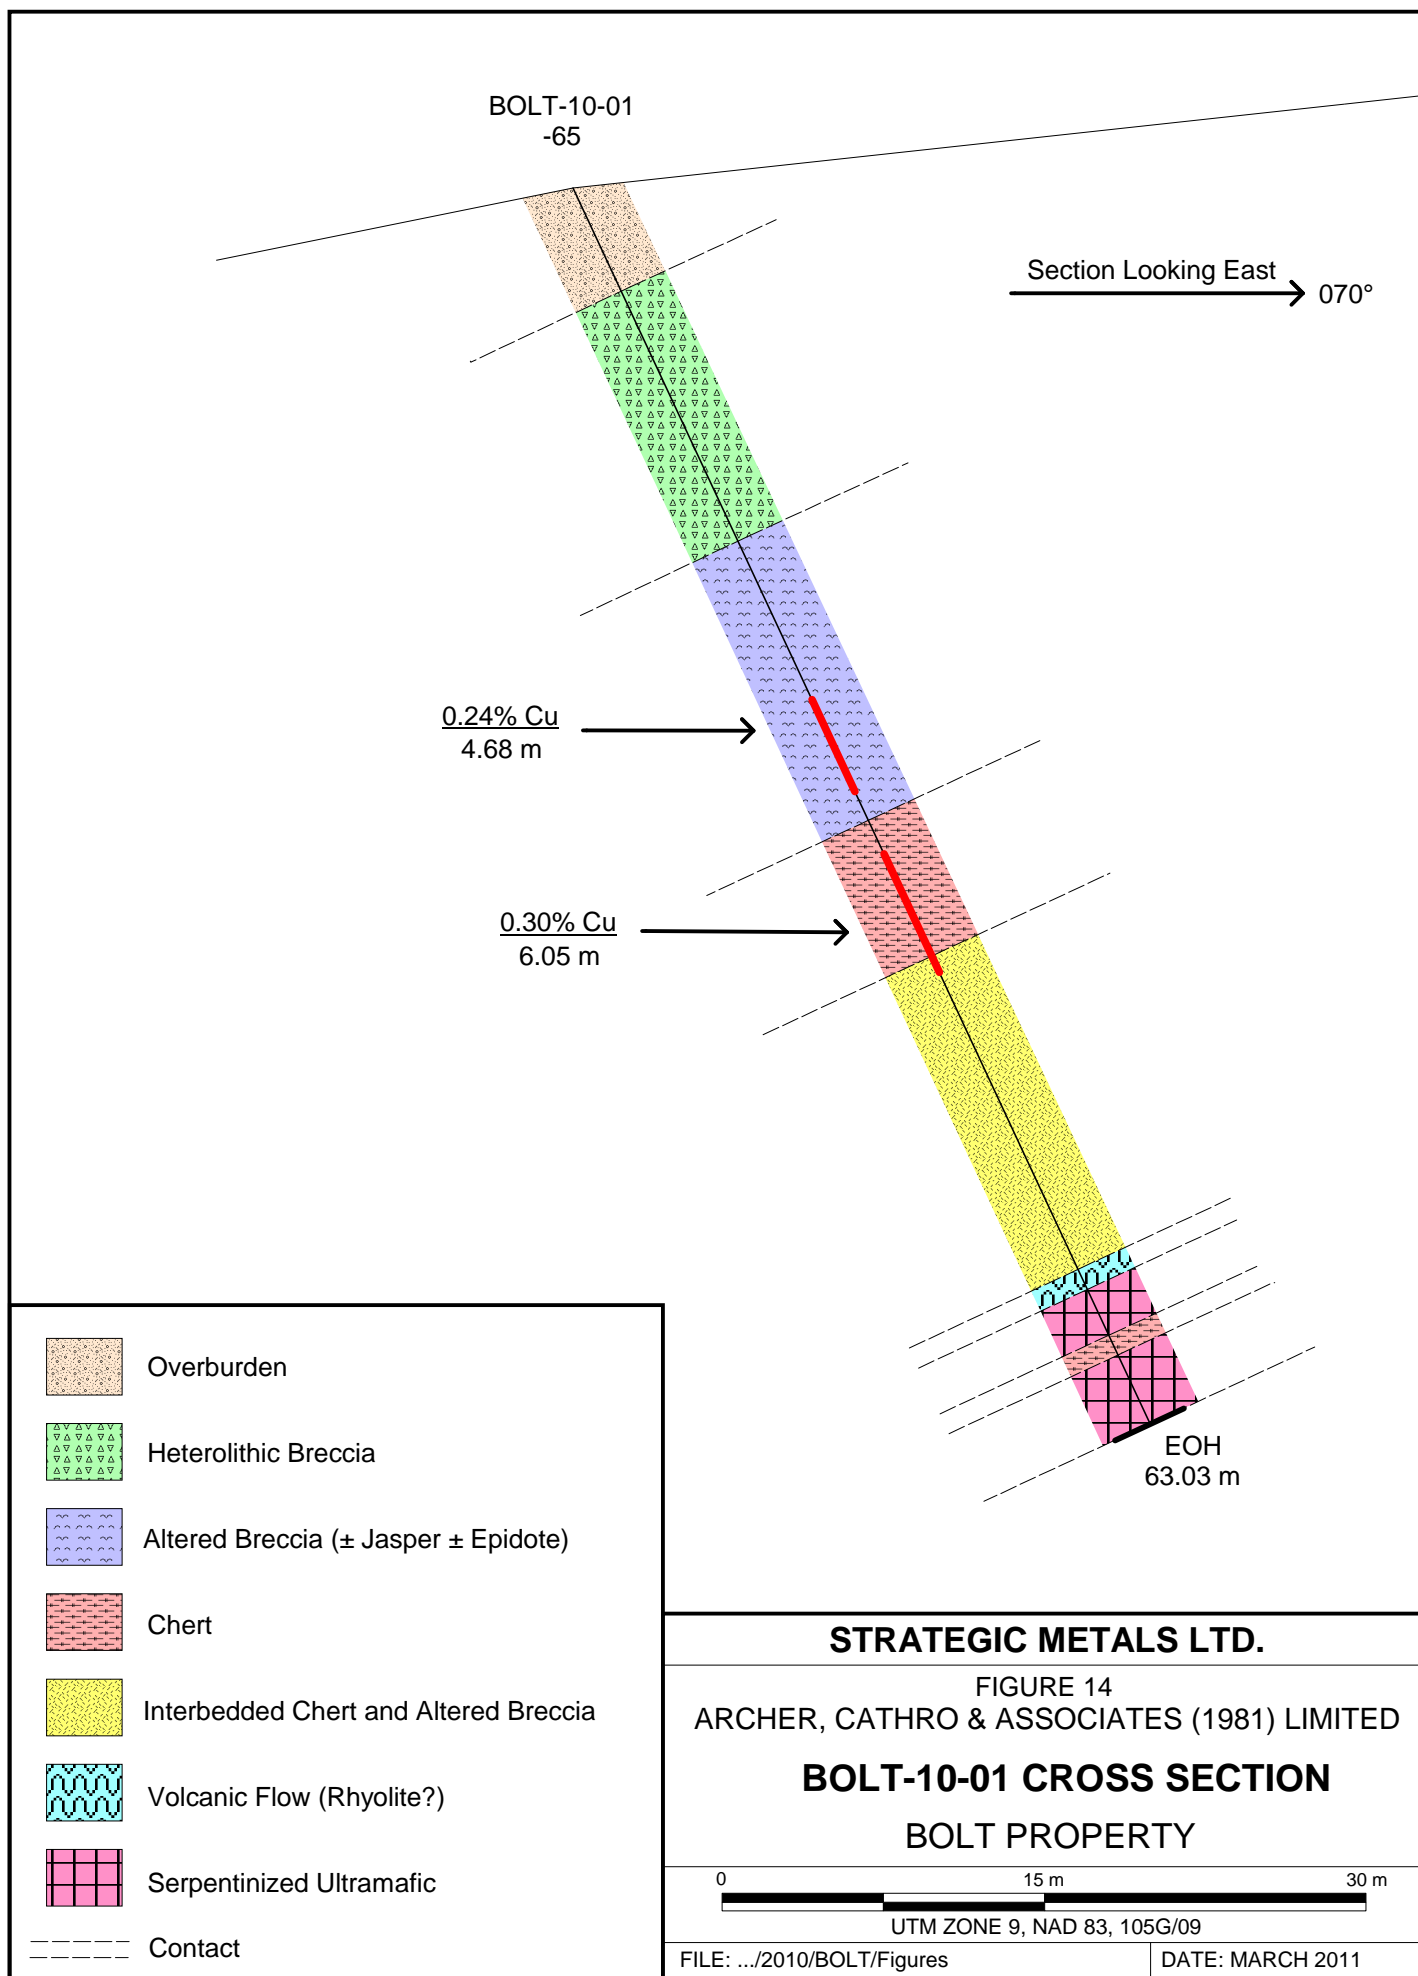 BOLT-10-01
-65
Section Looking East
070°
0.24% Cu
4.68 m
0.30% Cu
6.05 m
EOH
63.03 m
Overburden
Heterolithic Breccia
Altered Breccia (± Jasper ± Epidote)
Chert
Interbedded Chert and Altered Breccia
Volcanic Flow (Rhyolite?)
Serpentinized Ultramafic
Contact
STRATEGIC METALS LTD.
FIGURE 14
ARCHER, CATHRO & ASSOCIATES (1981) LIMITED
BOLT-10-01 CROSS SECTION
BOLT PROPERTY
0 15 m 30 m
UTM ZONE 9, NAD 83, 105G/09
FILE: .../2010/BOLT/Figures
DATE: MARCH 2011